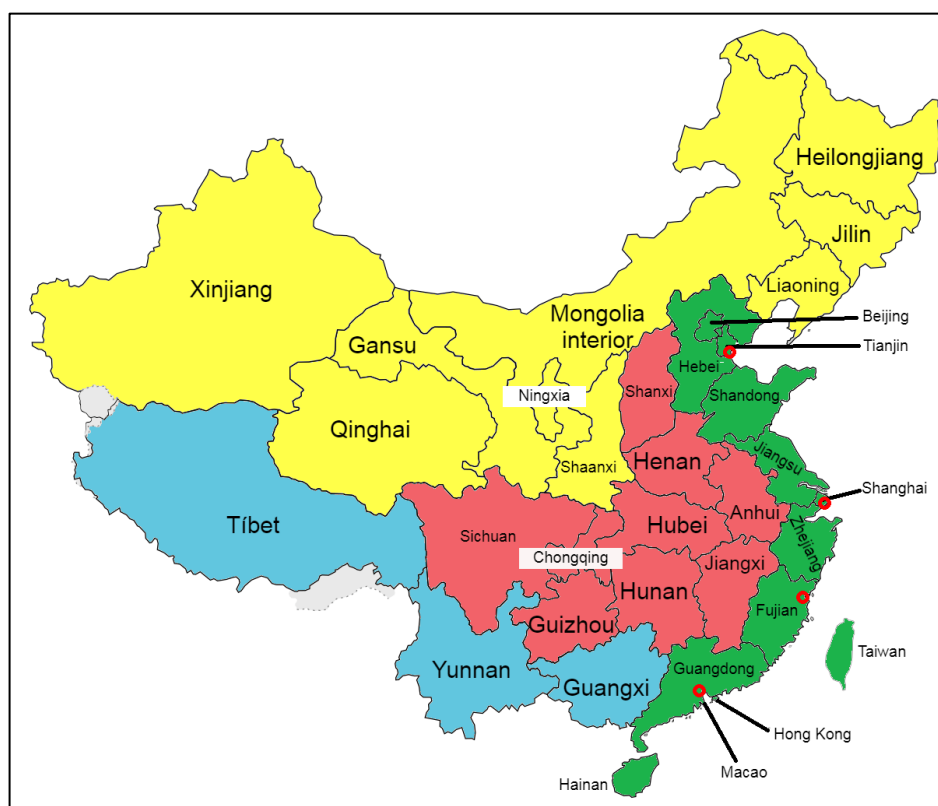 Heilongjiang
Jilin
Liaoning
Xinjiang
Mongolia
interior
Beijing
Tianjin
Gansu
Hebei
Shanxi
Shandong
Ningxia
Qinghai
Shaanxi
Henan
Jiangsu
Shanghai
Anhui
Tíbet
Hubei
Sichuan
Zhejiang
Chongqing
Jiangxi
Hunan
Fujian
Guizhou
Taiwan
Yunnan
Guangxi
Guangdong
Hong Kong
Macao
Hainan